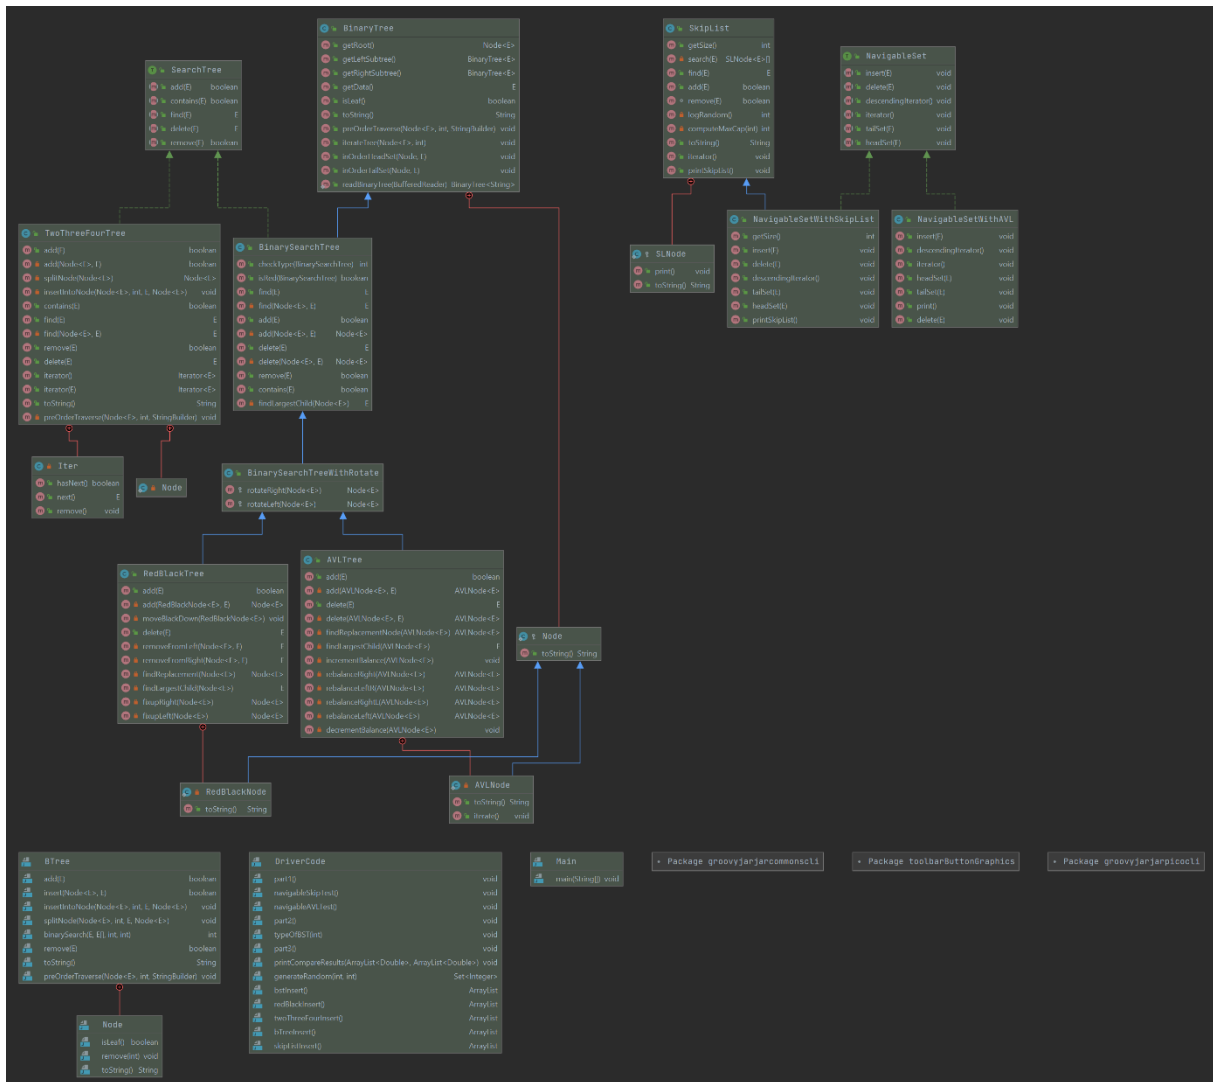 SearchTree
add(E) boolean
contains(E) boolean
find(E) E
delete(E) E
remove(E) boolean
BinaryTree
getRoot() Node<E>
getLeftSubtree() BinaryTree<E>
getRightSubtree() BinaryTree<E>
getData() E
isLeaf() boolean
toString() String
preOrderTraverse(Node<E>, int, StringBuilder) void
iterateTree(Node<E>, int) void
inOrderHeadSet(Node, E) void
inOrderTailSet(Node, E) void
readBinaryTree(BufferedReader) BinaryTree<String>
SkipList
getSize() int
search(E) SLNode<E>[]
find(E) E
add(E) boolean
remove(E) boolean
logRandom() int
computeMaxCap(int) int
toString() String
iterator() void
printSkipList() void
NavigableSet
insert(E) void
delete(E) void
descendingIterator() void
iterator() void
tailSet(E) void
headSet(E) void
TwoThreeFourTree
add(E) boolean
add(Node<E>, E) boolean
splitNode(Node<E>) Node<E>
insertIntoNode(Node<E>, int, E, Node<E>) void
contains(E) boolean
find(E) E
find(Node<E>, E) E
remove(E) boolean
delete(E) E
iterator() Iterator<E>
iterator(E) Iterator<E>
toString() String
preOrderTraverse(Node<E>, int, StringBuilder) void
BinarySearchTree
checkType(BinarySearchTree) int
isRed(BinarySearchTree) boolean
find(E) E
find(Node<E>, E) E
add(E) boolean
add(Node<E>, E) Node<E>
delete(E) E
delete(Node<E>, E) Node<E>
remove(E) boolean
contains(E) boolean
findLargestChild(Node<E>) E
SLNode
print() void
toString() String
NavigableSetWithSkipList
getSize() int
insert(E) void
delete(E) void
descendingIterator() void
tailSet(E) void
headSet(E) void
printSkipList() void
NavigableSetWithAVL
insert(E) void
descendingIterator() void
iterator() void
headSet(E) void
tailSet(E) void
print() void
delete(E) void
Iter
hasNext() boolean
next() E
remove() void
Node
BinarySearchTreeWithRotate
rotateRight(Node<E>) Node<E>
rotateLeft(Node<E>) Node<E>
RedBlackTree
add(E) boolean
add(RedBlackNode<E>, E) Node<E>
moveBlackDown(RedBlackNode<E>) void
delete(E) E
removeFromLeft(Node<E>, E) E
removeFromRight(Node<E>, E) E
findReplacement(Node<E>) Node<E>
findLargestChild(Node<E>) E
fixupRight(Node<E>) Node<E>
fixupLeft(Node<E>) Node<E>
AVLTree
add(E) boolean
add(AVLNode<E>, E) AVLNode<E>
delete(E) E
delete(AVLNode<E>, E) AVLNode<E>
findReplacementNode(AVLNode<E>) AVLNode<E>
findLargestChild(AVLNode<E>) E
incrementBalance(AVLNode<E>) void
rebalanceRight(AVLNode<E>) AVLNode<E>
rebalanceLeftR(AVLNode<E>) AVLNode<E>
rebalanceRightL(AVLNode<E>) AVLNode<E>
rebalanceLeft(AVLNode<E>) AVLNode<E>
decrementBalance(AVLNode<E>) void
Node
toString() String
RedBlackNode
toString() String
AVLNode
toString() String
iterate() void
BTree
add(E) boolean
insert(Node<E>, E) boolean
insertIntoNode(Node<E>, int, E, Node<E>) void
splitNode(Node<E>, int, E, Node<E>) void
binarySearch(E, E[], int, int) int
remove(E) boolean
toString() String
preOrderTraverse(Node<E>, int, StringBuilder) void
DriverCode
part1() void
navigableSkipTest() void
navigableAVLTest() void
part2() void
typeOfBST(int) void
part3() void
printCompareResults(ArrayList<Double>, ArrayList<Double>) void
generateRandom(int, int) Set<Integer>
bstInsert() ArrayList
redBlackInsert() ArrayList
twoThreeFourInsert() ArrayList
bTreeInsert() ArrayList
skipListInsert() ArrayList
Main
main(String[]) void
Package groovyjarjarcommonscli
Package toolbarButtonGraphics
Package groovyjarjarpicocli
Node
isLeaf() boolean
remove(int) void
toString() String